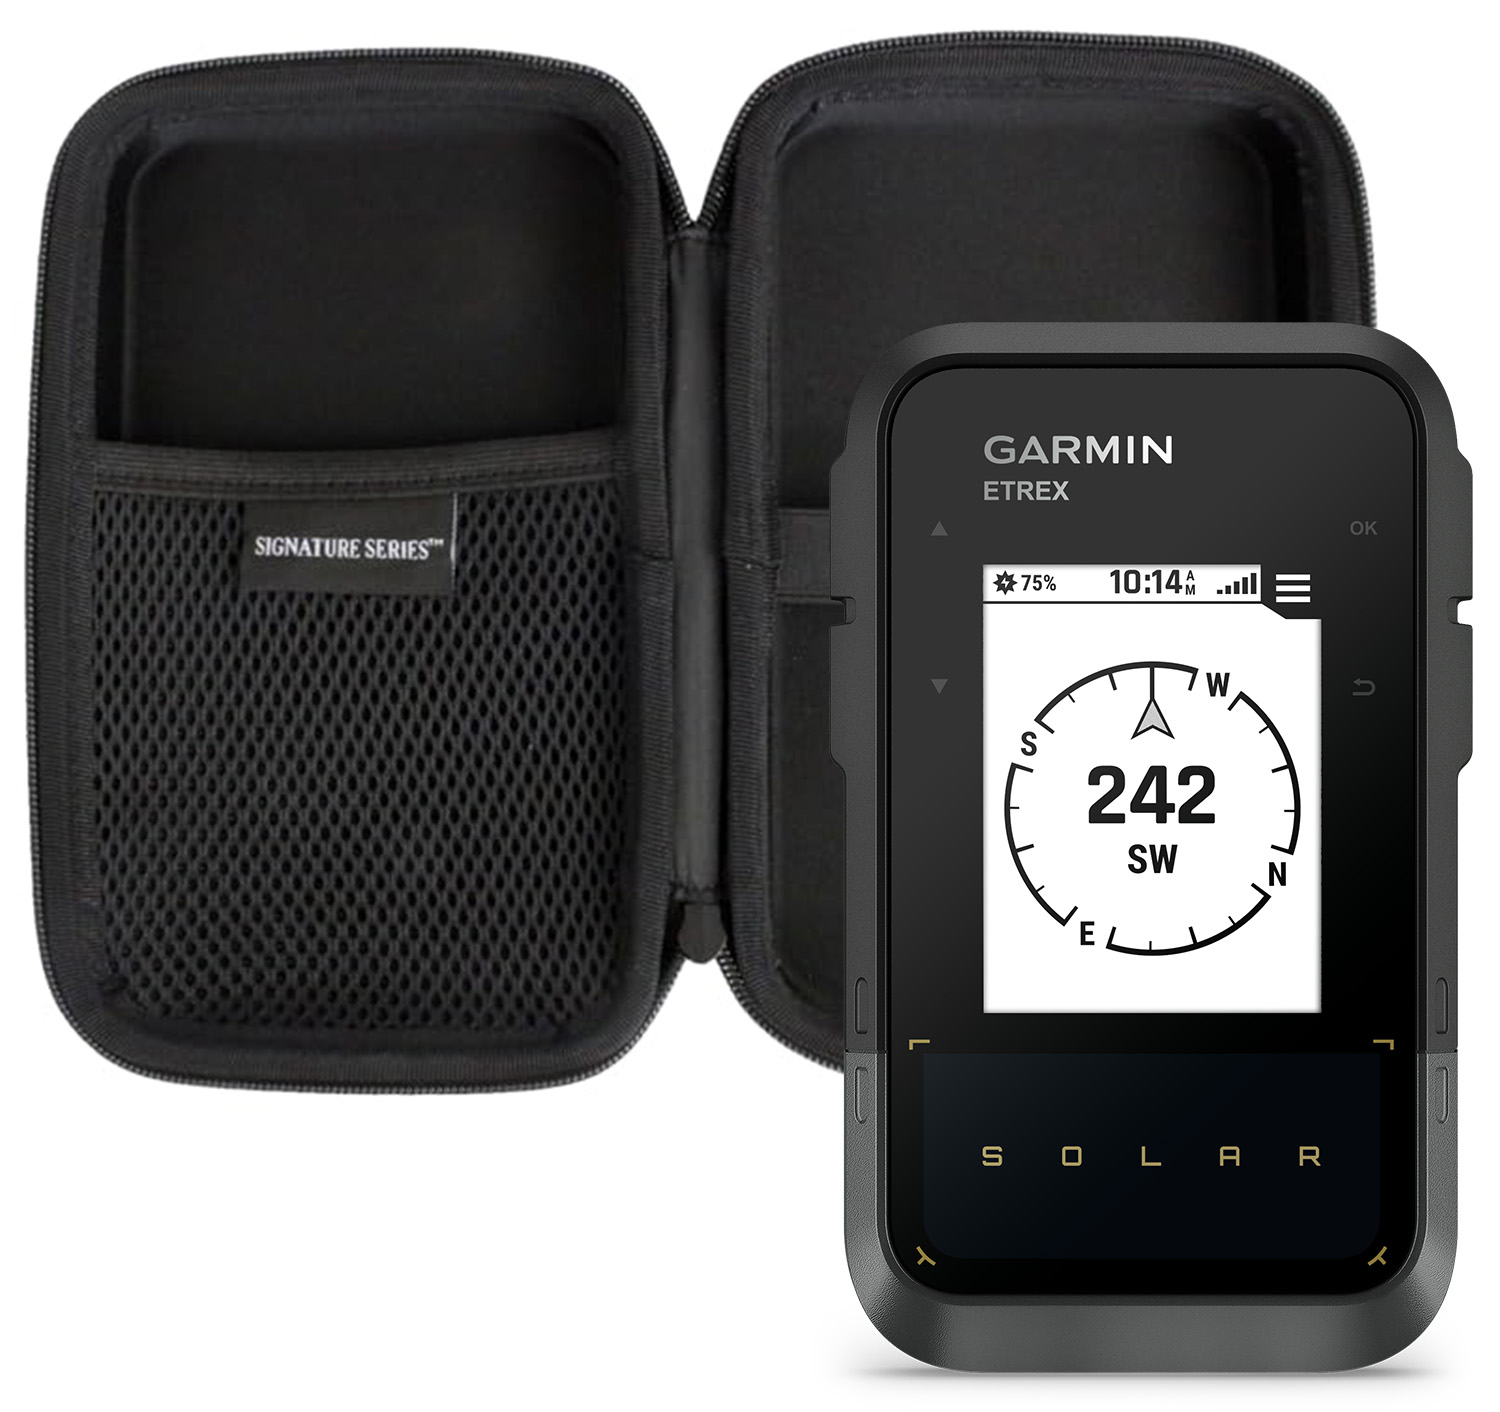 SIGNATURE SERIES™
GARMIN
ETREX
OK
75% 10:14 AM
W
S
242
SW
N
E
SOLAR